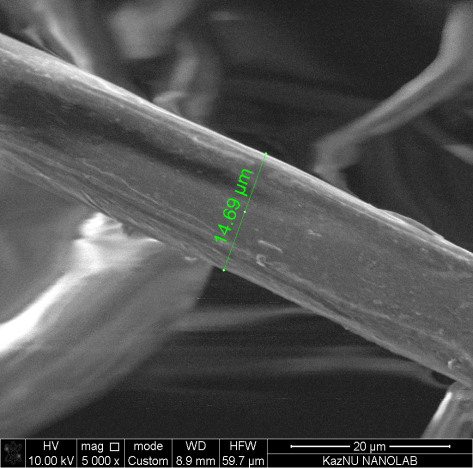 14.69 µm
HV mag □ mode WD HFW 20 µm
10.00 kV 5 000 x Custom 8.9 mm 59.7 µm KazNU NANOLAB